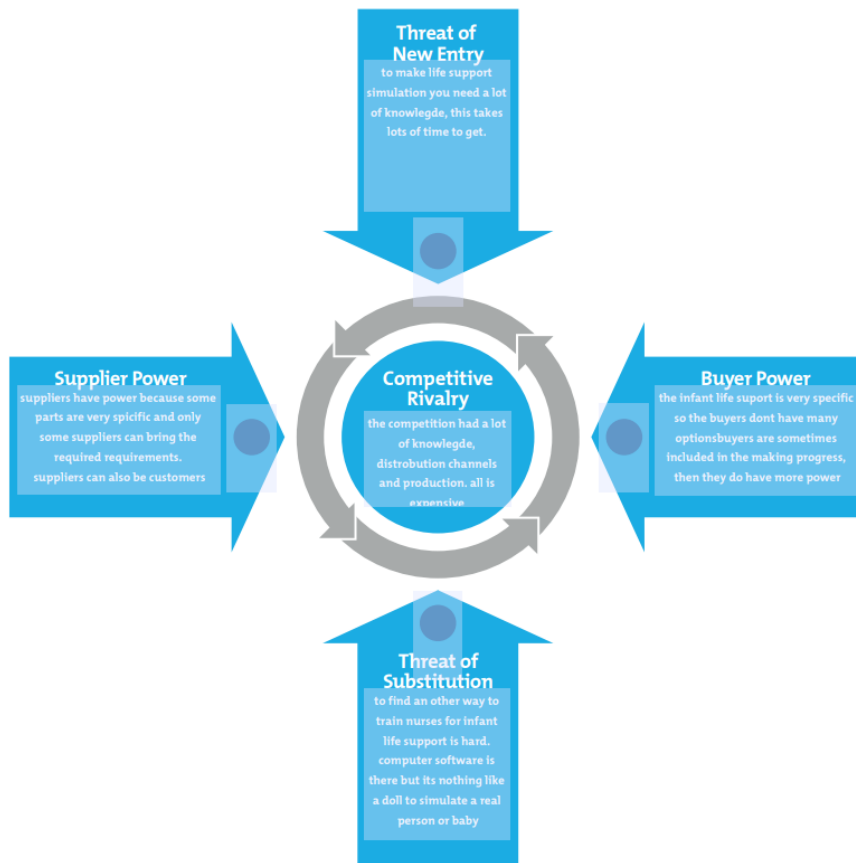 Threat of
New Entry
to make life support
simulation you need a lot
of knowlegde, this takes
lots of time to get.
Supplier Power
suppliers have power because some
parts are very spicific and only
some suppliers can bring the
required requirements.
suppliers can also be customers
Competitive
Rivalry
the competition had a lot
of knowlegde,
distrobution channels
and production. all is
expensive
Buyer Power
the infant life suport is very specific
so the buyers dont have many
optionsbuyers are sometimes
included in the making progress,
then they do have more power
Threat of
Substitution
to find an other way to
train nurses for infant
life support is hard.
computer software is
there but its nothing like
a doll to simulate a real
person or baby